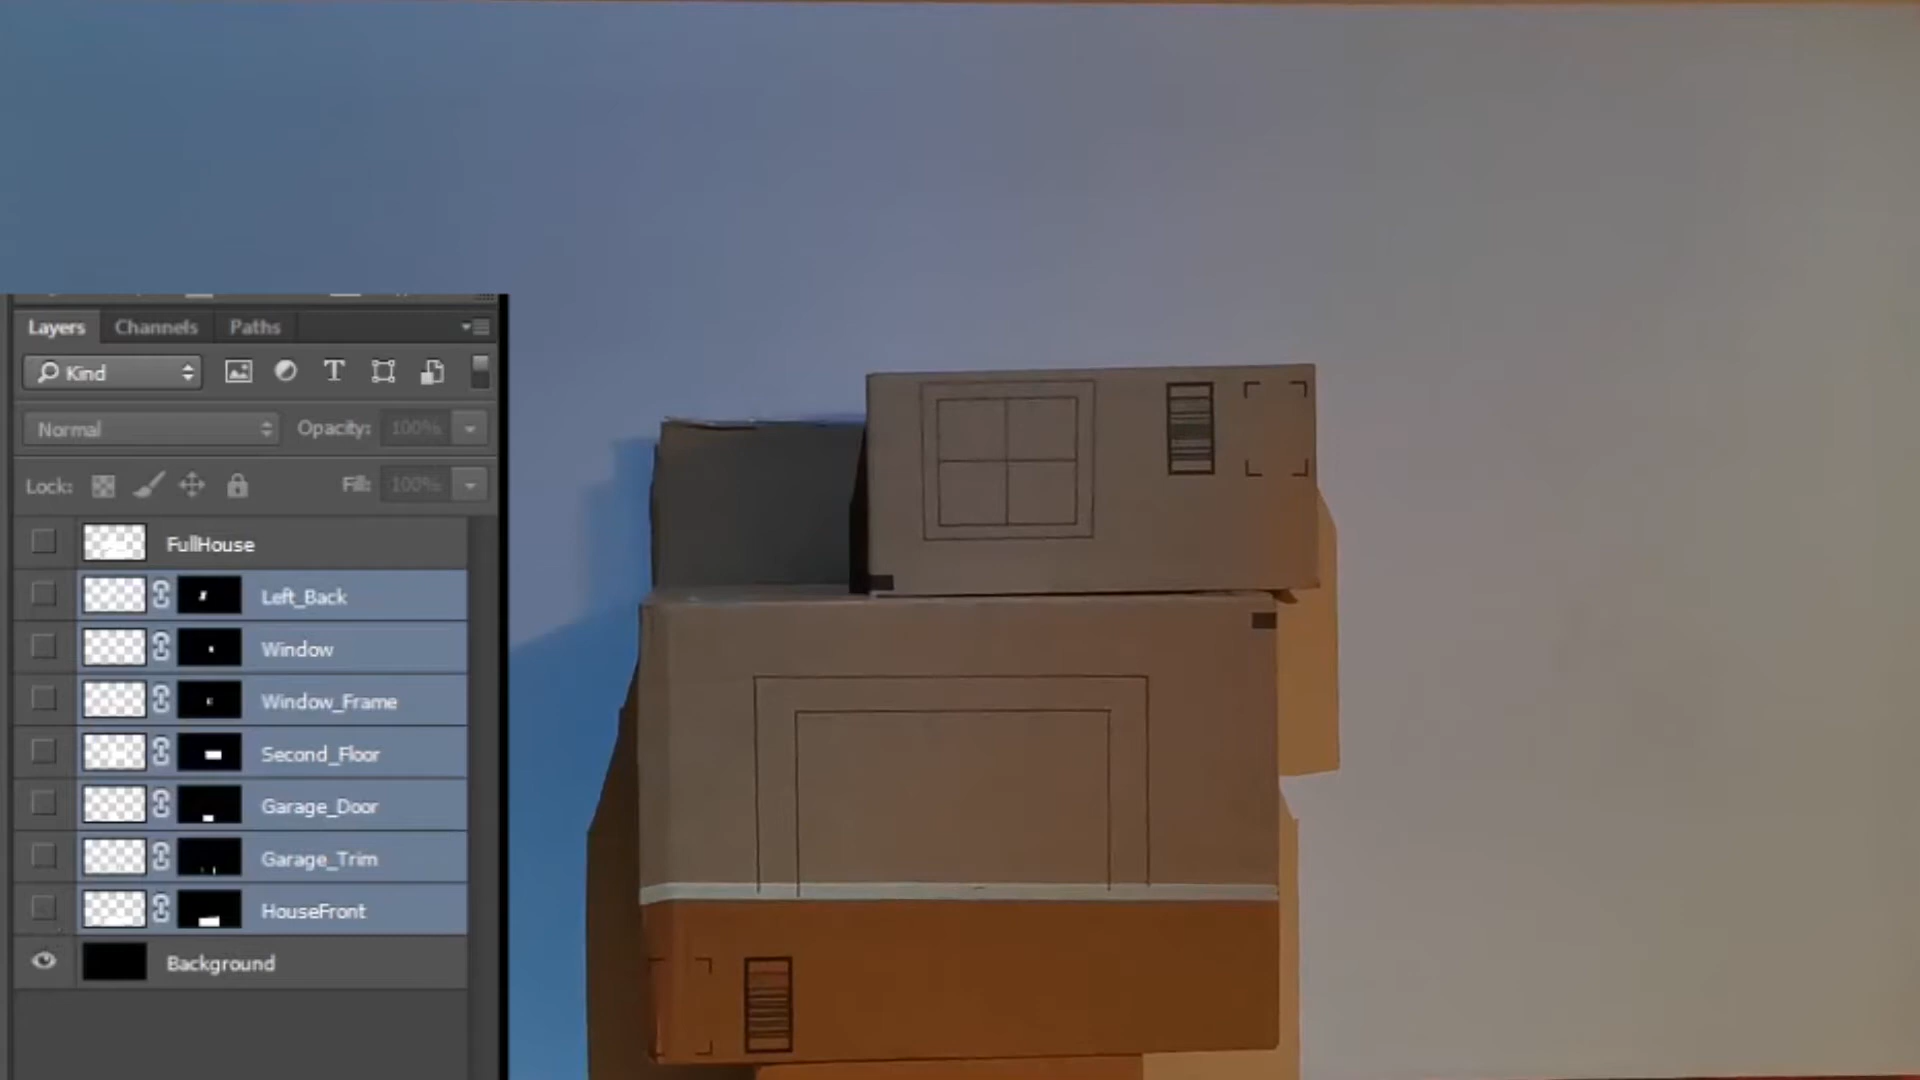 Layers Channels Paths
Kind
Normal Opacity: 100%
Lock: Fill: 100%
FullHouse
Left_Back
Window
Window_Frame
Second_Floor
Garage_Door
Garage_Trim
HouseFront
Background